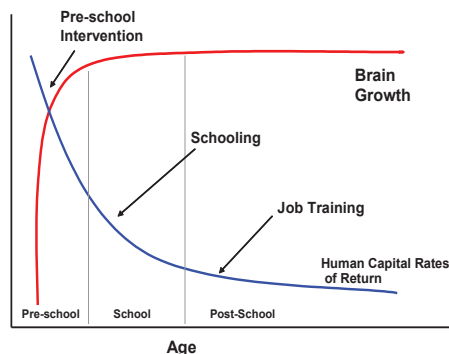 Pre-school
Intervention
Brain
Growth
Schooling
Job Training
Human Capital Rates
of Return
Pre-school
School
Post-School
Age